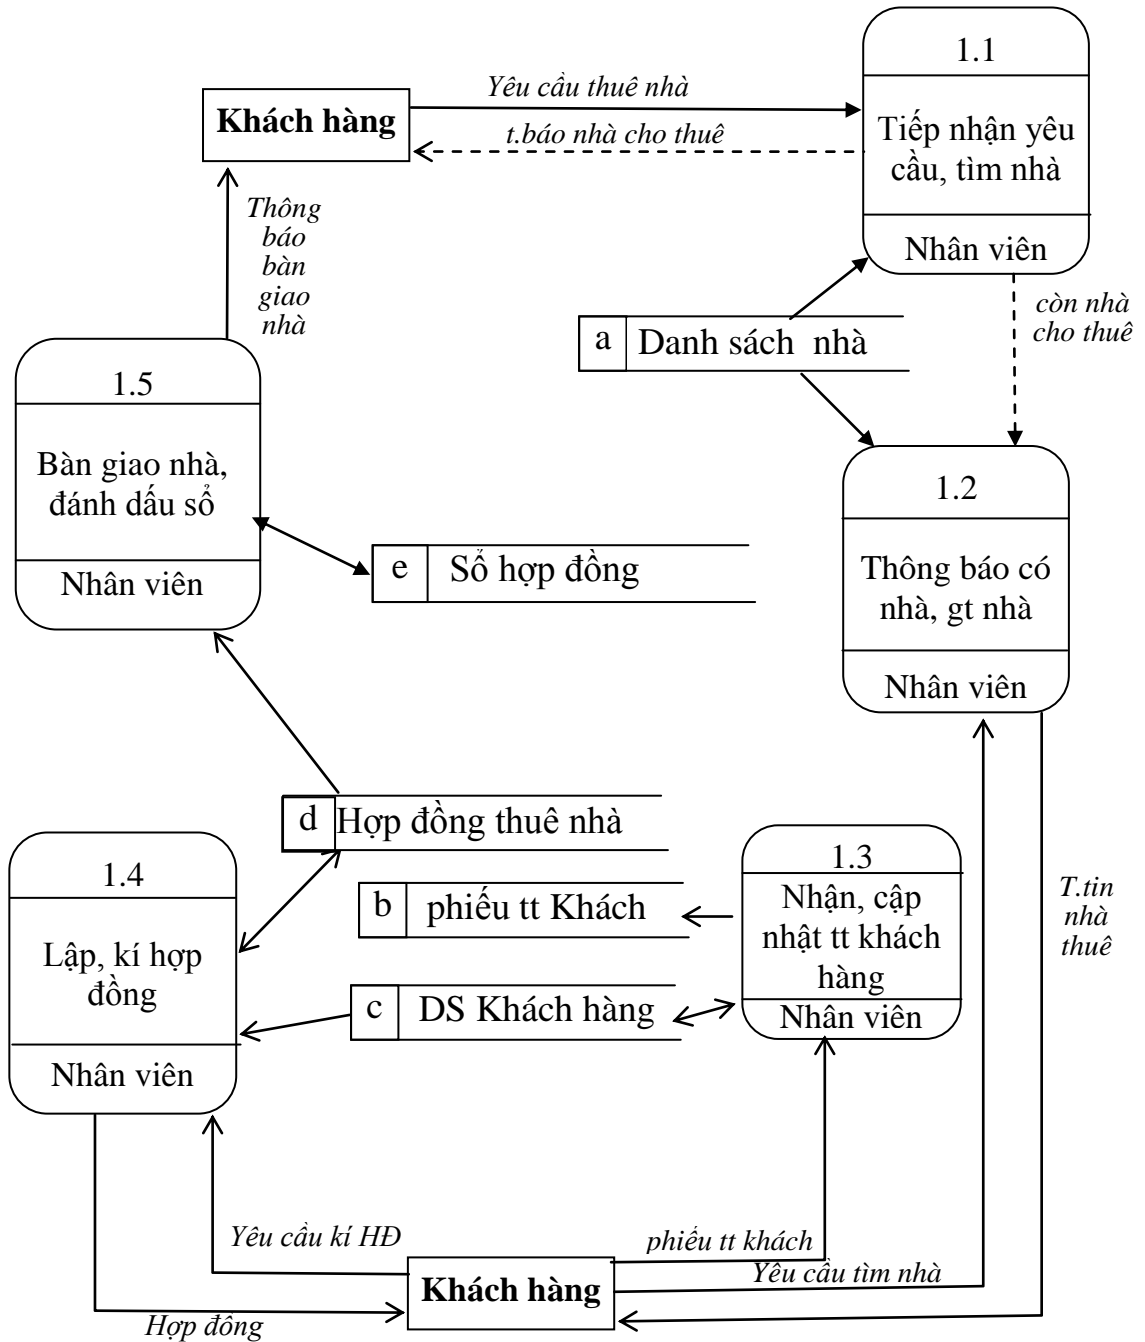 1.1
Yêu cầu thuê nhà
Khách hàng
t.báo nhà cho thuê
Tiếp nhận yêu
cầu, tìm nhà
Nhân viên
Thông
báo
bàn
giao
nhà
còn nhà
cho thuê
a Danh sách nhà
1.5
Bàn giao nhà,
đánh dấu sổ
Nhân viên
1.2
Thông báo có
nhà, gt nhà
Nhân viên
e Sổ hợp đồng
d Hợp đồng thuê nhà
1.4
Lập, kí hợp
đồng
Nhân viên
1.3
Nhận, cập
nhật tt khách
hàng
Nhân viên
b phiếu tt Khách
c DS Khách hàng
T.tin
nhà
thuê
Yêu cầu kí HĐ
phiếu tt khách
Yêu cầu tìm nhà
Khách hàng
Hợp đông